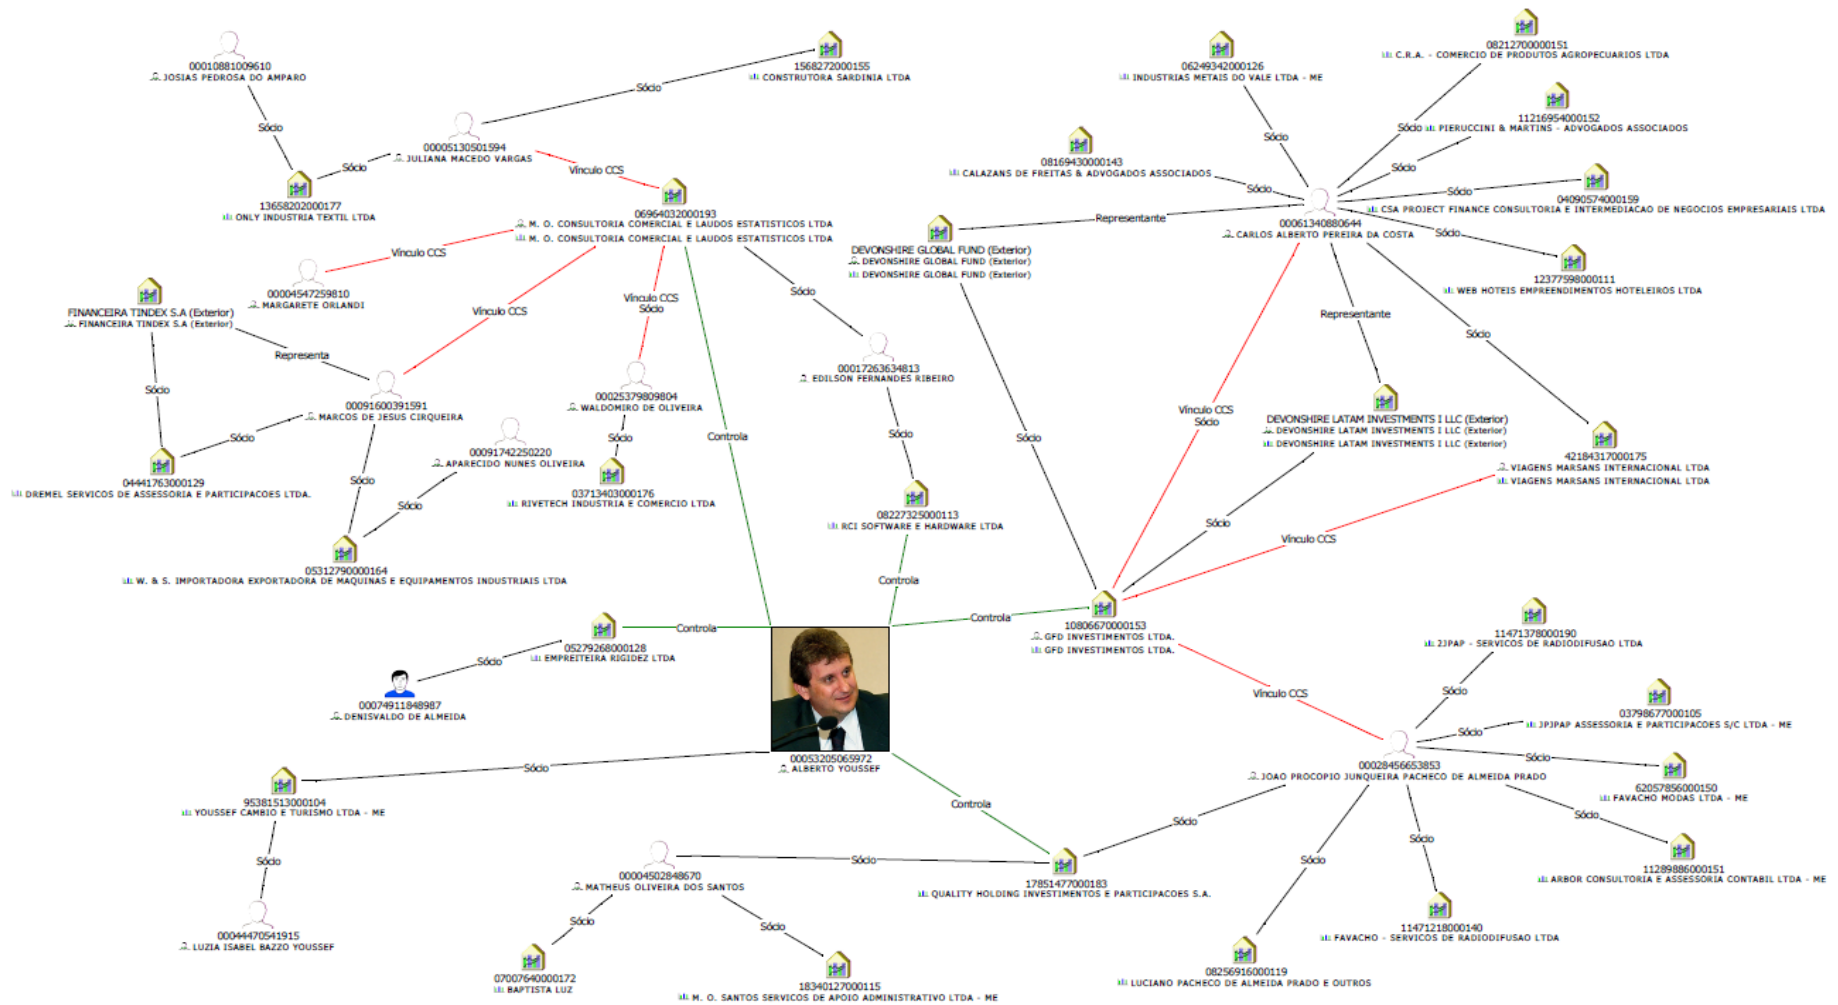 00010881009610
JOSIAS PEDROSA DO AMPARO
Sócio
1568272000155
CONSTRUTORA SARDINIA LTDA
Sócio
00005130501594
JULIANA MACEDO VARGAS
Sócio
13658202000177
ONLY INDUSTRIA TEXTIL LTDA
Vínculo CCS
06964032000193
M. O. CONSULTORIA COMERCIAL E LAUDOS ESTATISTICOS LTDA
M. O. CONSULTORIA COMERCIAL E LAUDOS ESTATISTICOS LTDA
Vínculo CCS
00004547259810
MARGARETE ORLANDI
Vínculo CCS
Vínculo CCS
Sócio
Sócio
FINANCEIRA TINDEX S.A (Exterior)
FINANCEIRA TINDEX S.A (Exterior)
Representa
Sócio
00091600391591
MARCOS DE JESUS CIRQUEIRA
Sócio
04441763000129
DREMEL SERVICOS DE ASSESSORIA E PARTICIPACOES LTDA.
Sócio
00091742250220
APARECIDO NUNES OLIVEIRA
Sócio
05312790000164
W. & S. IMPORTADORA EXPORTADORA DE MAQUINAS E EQUIPAMENTOS INDUSTRIAIS LTDA
00025379809804
WALDOMIRO DE OLIVEIRA
Sócio
03713403000176
RIVETECH INDUSTRIA E COMERCIO LTDA
00017263634813
EDILSON FERNANDES RIBEIRO
Sócio
08227325000113
RCI SOFTWARE E HARDWARE LTDA
Controla
Controla
Controla
Controla
05279268000128
EMPREITEIRA RIGIDEZ LTDA
Sócio
00074911848987
DENISVALDO DE ALMEIDA
00053205065972
ALBERTO YOUSSEF
Sócio
95381513000104
YOUSSEF CAMBIO E TURISMO LTDA - ME
Sócio
00044470541915
LUZIA ISABEL BAZZO YOUSSEF
Controla
00004502848670
MATHEUS OLIVEIRA DOS SANTOS
Sócio
17851477000183
QUALITY HOLDING INVESTIMENTOS E PARTICIPACOES S.A.
Sócio
Sócio
Sócio
07007640000172
BAPTISTA LUZ
18340127000115
M. O. SANTOS SERVICOS DE APOIO ADMINISTRATIVO LTDA - ME
06249342000126
INDUSTRIAS METAIS DO VALE LTDA - ME
Sócio
08212700000151
C.R.A. - COMERCIO DE PRODUTOS AGROPECUARIOS LTDA
Sócio
11216954000152
PIERUCCINI & MARTINS - ADVOGADOS ASSOCIADOS
Sócio
08169430000143
CALAZANS DE FREITAS & ADVOGADOS ASSOCIADOS
Sócio
Sócio
04090574000159
CSA PROJECT FINANCE CONSULTORIA E INTERMEDIACAO DE NEGOCIOS EMPRESARIAIS LTDA
Representante
00061340880644
CARLOS ALBERTO PEREIRA DA COSTA
Sócio
12377598000111
WEB HOTEIS EMPREENDIMENTOS HOTELEIROS LTDA
DEVONSHIRE GLOBAL FUND (Exterior)
DEVONSHIRE GLOBAL FUND (Exterior)
DEVONSHIRE GLOBAL FUND (Exterior)
Sócio
Representante
Sócio
Vínculo CCS
Sócio
DEVONSHIRE LATAM INVESTMENTS I LLC (Exterior)
DEVONSHIRE LATAM INVESTMENTS I LLC (Exterior)
DEVONSHIRE LATAM INVESTMENTS I LLC (Exterior)
Sócio
42184317000175
VIAGENS MARSANS INTERNACIONAL LTDA
VIAGENS MARSANS INTERNACIONAL LTDA
Vínculo CCS
10806670000153
GFD INVESTIMENTOS LTDA.
GFD INVESTIMENTOS LTDA.
Vínculo CCS
11471378000190
2JPAP - SERVICOS DE RADIODIFUSAO LTDA
Sócio
03798677000105
JPJPAP ASSESSORIA E PARTICIPACOES S/C LTDA - ME
Sócio
00028456653853
JOAO PROCOPIO JUNQUEIRA PACHECO DE ALMEIDA PRADO
Sócio
62057856000150
FAVACHO MODAS LTDA - ME
Sócio
11289886000151
ARBOR CONSULTORIA E ASSESSORIA CONTABIL LTDA - ME
Sócio
11471218000140
FAVACHO - SERVICOS DE RADIODIFUSAO LTDA
Sócio
08256916000119
LUCIANO PACHECO DE ALMEIDA PRADO E OUTROS